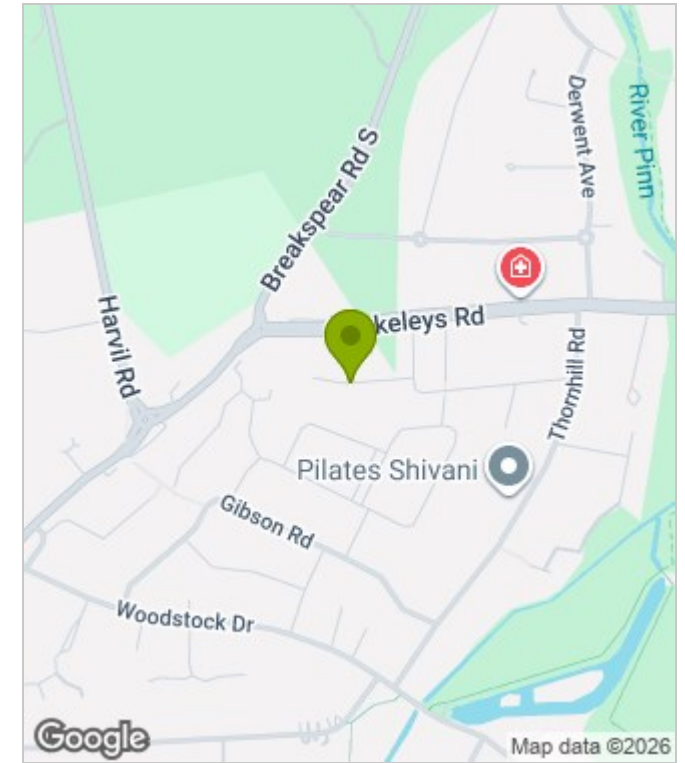 Derwent Ave
River Pinn
Breakspear Rd S
keleys Rd
Harvil Rd
Thornhill Rd
Pilates Shivani
Gibson Rd
Woodstock Dr
Google
Map data ©2026